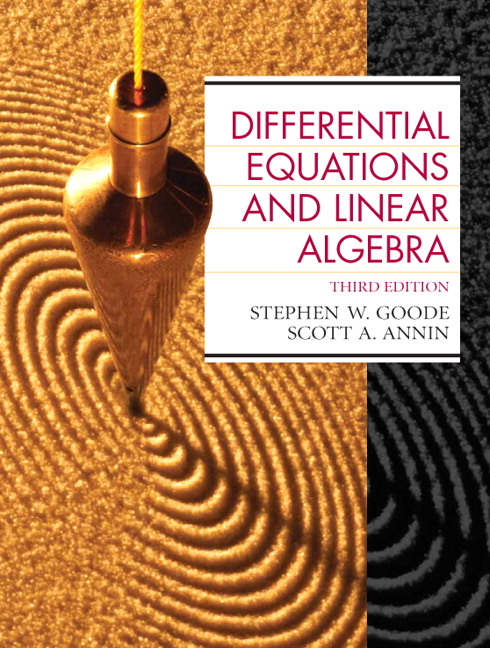 DIFFERENTIAL
EQUATIONS
AND LINEAR
ALGEBRA
THIRD EDITION
STEPHEN W. GOODE
SCOTT A. ANNIN